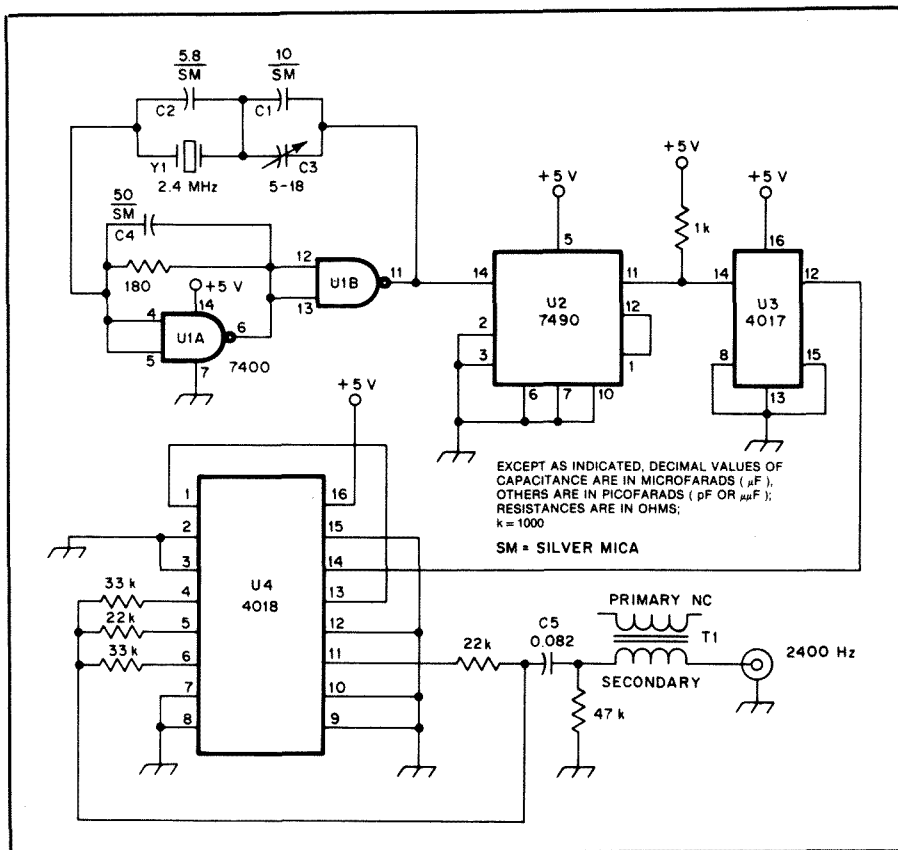 5.8
SM
C2
10
SM
C1
Y1
2.4 MHz
C3
5-18
50
SM
C4
180
+5 V
14
4
5
U1A
6
7
7400
12
13
U1B
11
+5 V
5
14
U2
7490
11
12
1
2
3
6
7
10
+5 V
1k
+5 V
16
14
U3
4017
12
8
15
13
EXCEPT AS INDICATED, DECIMAL VALUES OF
CAPACITANCE ARE IN MICROFARADS ( µF ),
OTHERS ARE IN PICOFARADS ( pF OR µµF );
RESISTANCES ARE IN OHMS;
k = 1000
SM = SILVER MICA
+5 V
1
16
2
15
3
14
33 k
4
U4
4018
13
22k
5
12
33 k
6
11
7
10
8
9
22k
C5
0.082
47 k
PRIMARY NC
T1
SECONDARY
2400 Hz